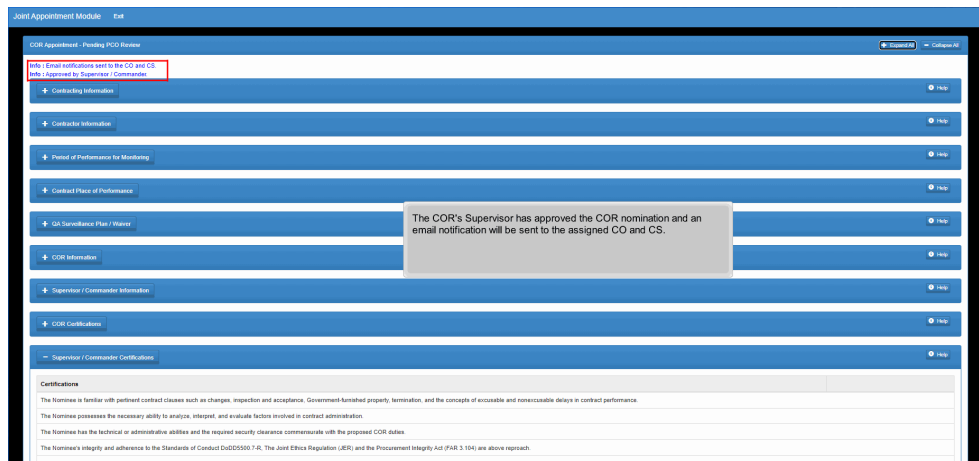 Joint Appointment Module Exit
COR Appointment - Pending PCO Review
+ Expand All
− Collapse All
Info : Email notifications sent to the CO and CS
Info : Approved by Supervisor / Commander
+ Contracting Information
Help
+ Contractor Information
Help
+ Period of Performance for Monitoring
Help
+ Contract Place of Performance
Help
+ QA Surveillance Plan / Waiver
Help
The COR's Supervisor has approved the COR nomination and an
email notification will be sent to the assigned CO and CS.
+ COR Information
Help
+ Supervisor / Commander Information
Help
+ COR Certifications
Help
− Supervisor / Commander Certifications
Help
Certifications
The Nominee is familiar with pertinent contract clauses such as changes, inspection and acceptance, Government-furnished property, termination, and the concepts of excusable and nonexcusable delays in contract performance.
The Nominee possesses the necessary ability to analyze, interpret, and evaluate factors involved in contract administration.
The Nominee has the technical or administrative abilities and the required security clearance commensurate with the proposed COR duties
The Nominee's integrity and adherence to the Standards of Conduct DoDD5500.7-R, The Joint Ethics Regulation (JER) and the Procurement Integrity Act (FAR 3.104) are above reproach.